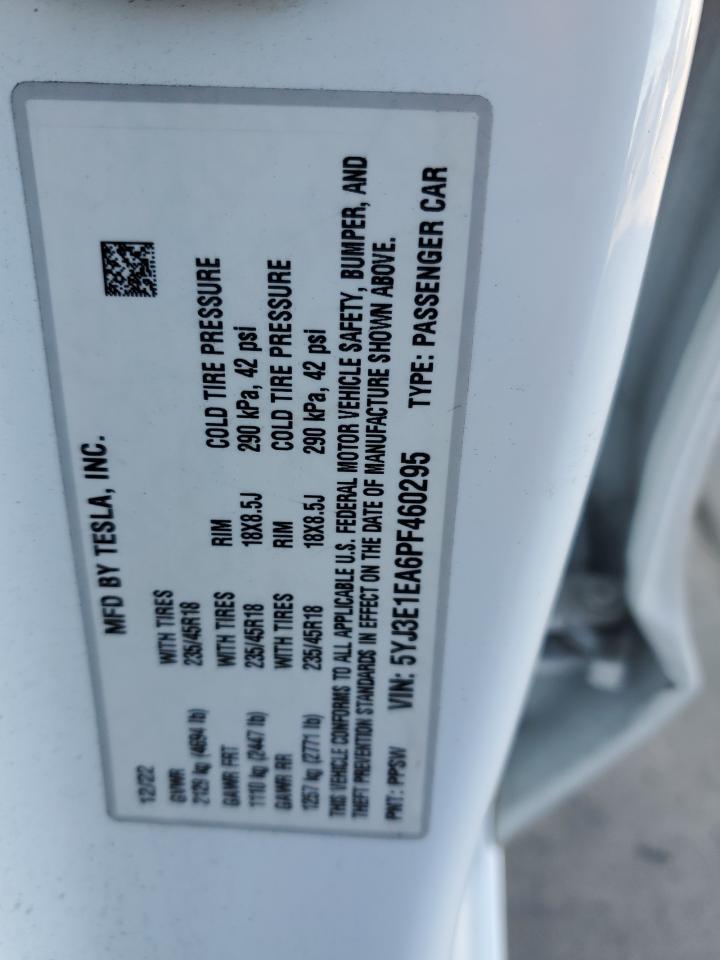 MFD BY TESLA, INC.
12/22
GVWR WITH TIRES
2129 kg (4694 lb) 235/45R18
GAWR FRT WITH TIRES RIM COLD TIRE PRESSURE
1110 kg (2447 lb) 235/45R18 18X8.5J 290 kPa, 42 psi
GAWR RR WITH TIRES RIM COLD TIRE PRESSURE
1257 kg (2771 lb) 235/45R18 18X8.5J 290 kPa, 42 psi
THIS VEHICLE CONFORMS TO ALL APPLICABLE U.S. FEDERAL MOTOR VEHICLE SAFETY, BUMPER, AND
THEFT PREVENTION STANDARDS IN EFFECT ON THE DATE OF MANUFACTURE SHOWN ABOVE.
PNT: PPSW VIN: 5YJ3E1EA6PF460295 TYPE: PASSENGER CAR